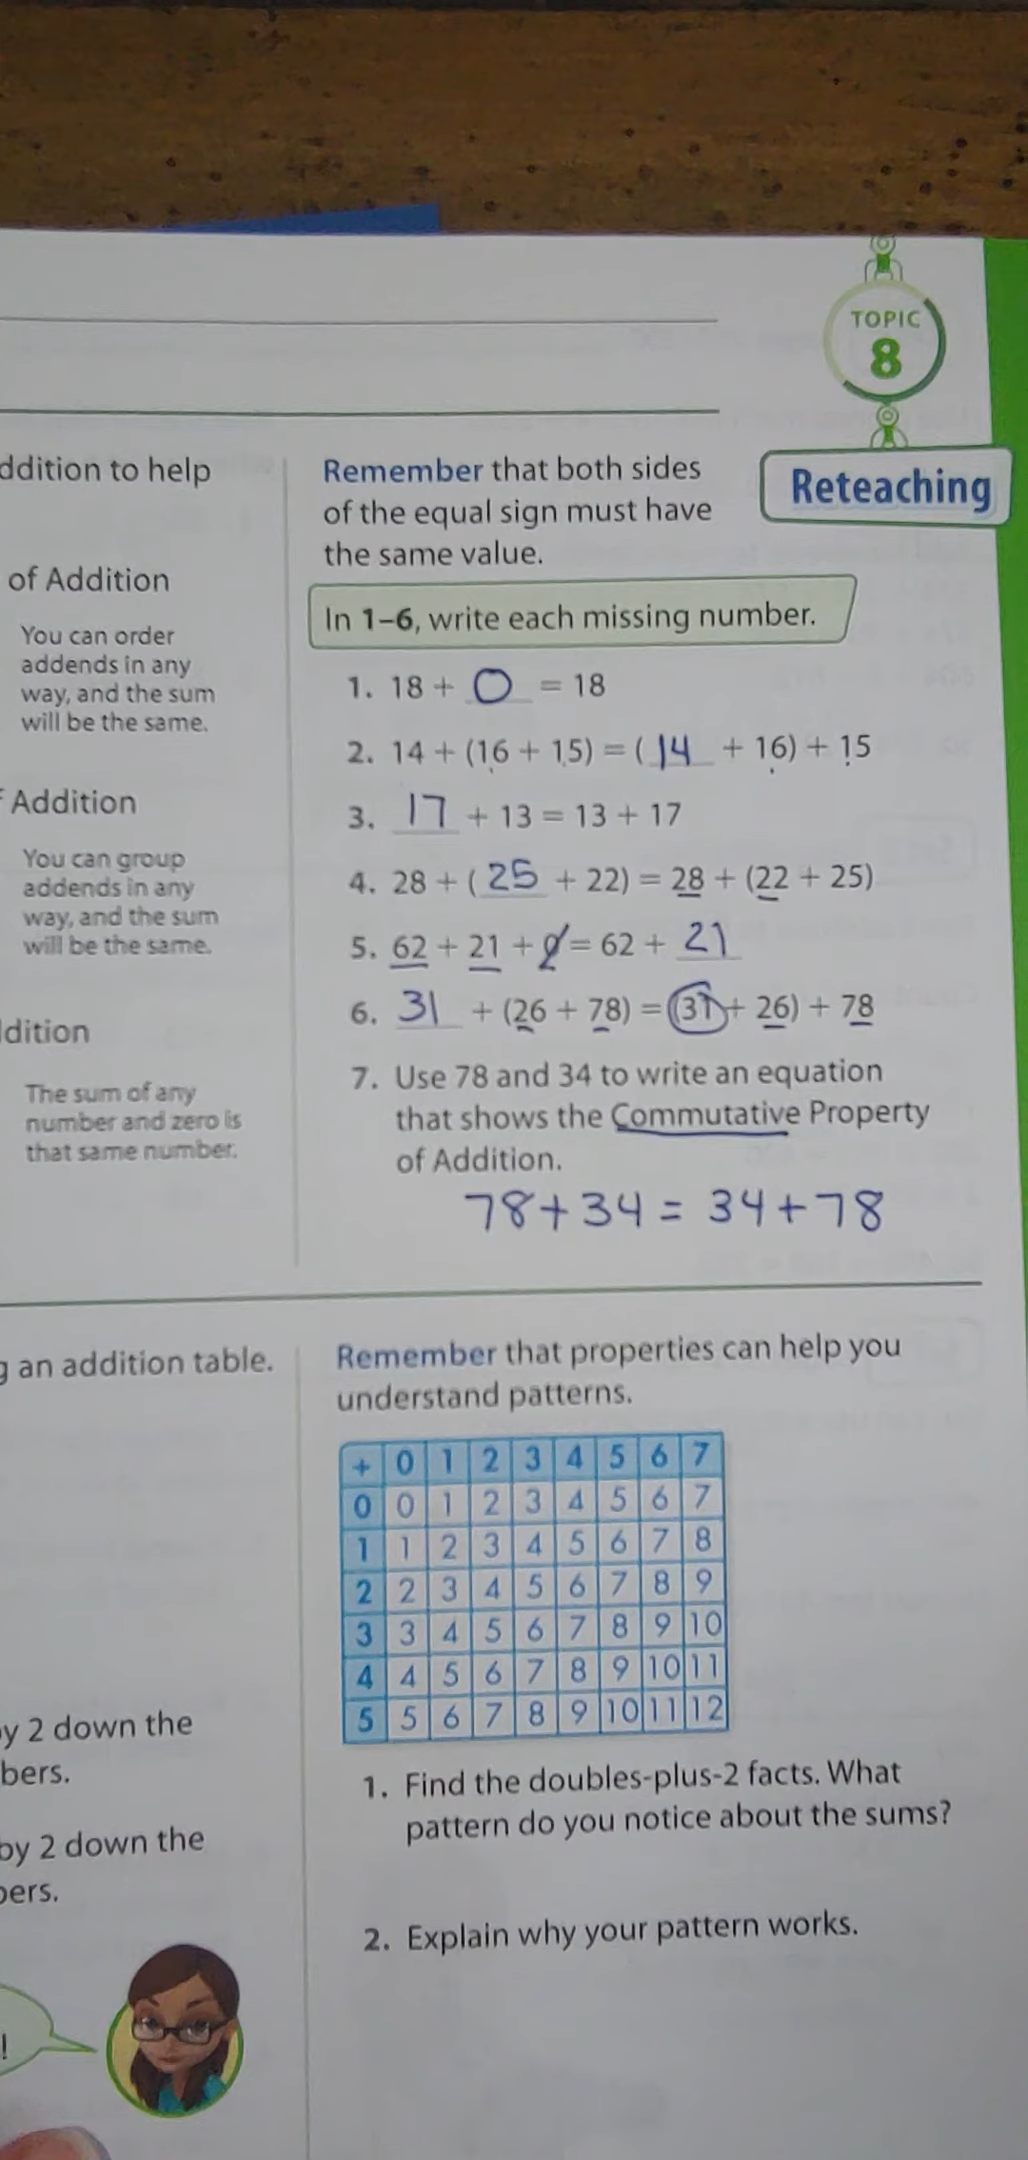 TOPIC
8
Reteaching
ddition to help
of Addition
You can order
addends in any
way, and the sum
will be the same.
Addition
You can group
addends in any
way, and the sum
will be the same.
dition
The sum of any
number and zero is
that same number.
Remember that both sides
of the equal sign must have
the same value.
In 1–6, write each missing number.
1. 18 + 0 = 18
2. 14 + (16 + 15) = (14 + 16) + 15
3. 17 + 13 = 13 + 17
4. 28 + (25 + 22) = 28 + (22 + 25)
5. 62 + 21 + 0 = 62 + 21
6. 31 + (26 + 78) = (31 + 26) + 78
7. Use 78 and 34 to write an equation
that shows the Commutative Property
of Addition.
78 + 34 = 34 + 78
g an addition table.
y 2 down the
bers.
by 2 down the
bers.
!
Remember that properties can help you
understand patterns.
+ 0 1 2 3 4 5 6 7
0 0 1 2 3 4 5 6 7
1 1 2 3 4 5 6 7 8
2 2 3 4 5 6 7 8 9
3 3 4 5 6 7 8 9 10
4 4 5 6 7 8 9 10 11
5 5 6 7 8 9 10 11 12
1. Find the doubles-plus-2 facts. What
pattern do you notice about the sums?
2. Explain why your pattern works.